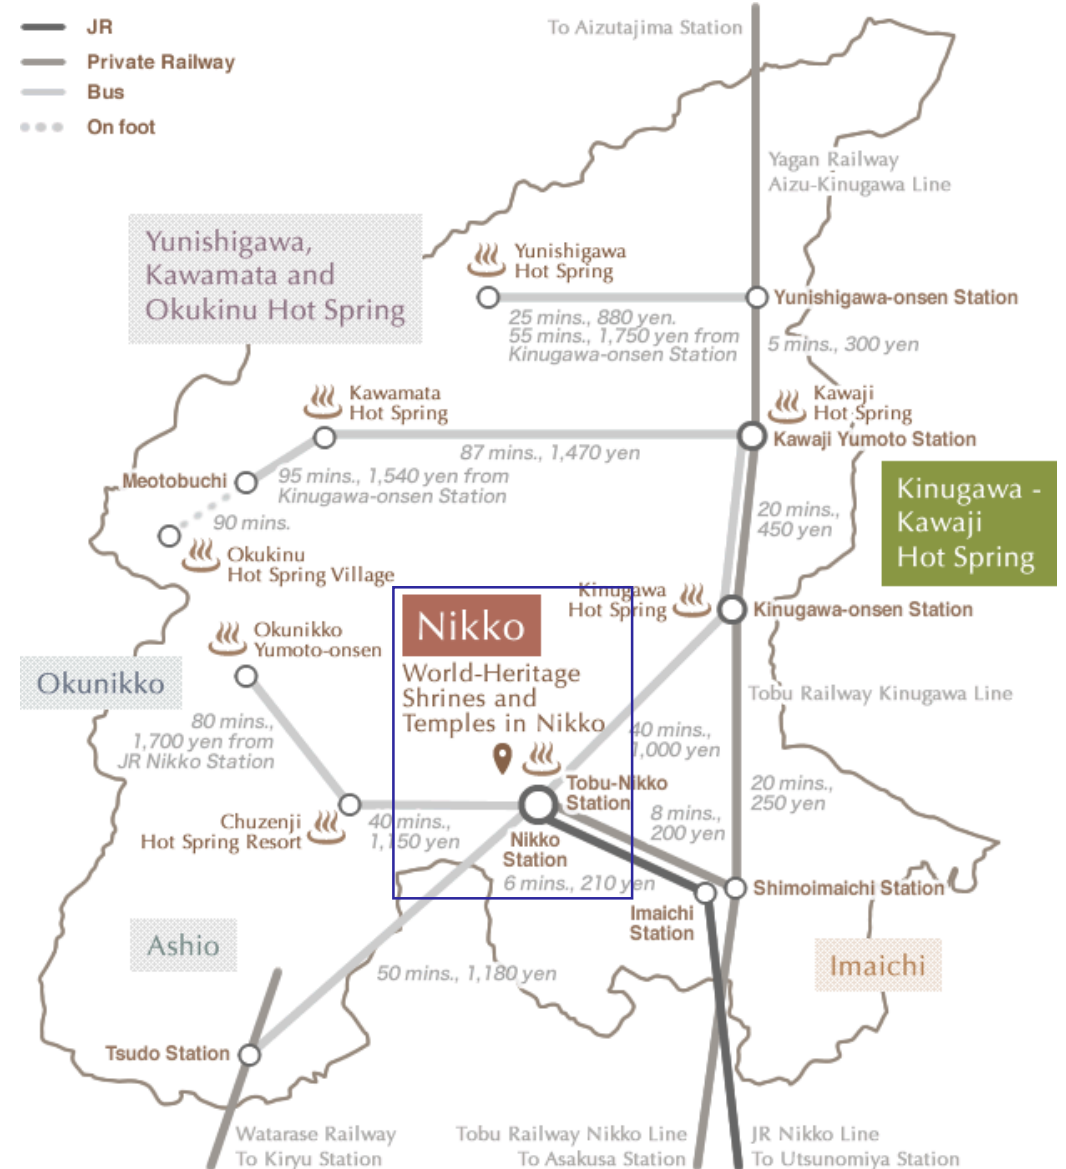 JR
Private Railway
Bus
On foot
To Aizutajima Station
Yagan Railway
Aizu-Kinugawa Line
Yunishigawa,
Kawamata and
Okukinu Hot Spring
Yunishigawa
Hot Spring
Yunishigawa-onsen Station
25 mins., 880 yen.
55 mins., 1,750 yen from
Kinugawa-onsen Station
5 mins., 300 yen
Kawamata
Hot Spring
Kawaji
Hot Spring
Kawaji Yumoto Station
87 mins., 1,470 yen
Meotobuchi
95 mins., 1,540 yen from
Kinugawa-onsen Station
90 mins.
Okukinu
Hot Spring Village
20 mins.,
450 yen
Kinugawa -
Kawaji
Hot Spring
Kinugawa
Hot Spring
Kinugawa-onsen Station
Nikko
World-Heritage
Shrines and
Temples in Nikko
Okunikko
Yumoto-onsen
Okunikko
80 mins.,
1,700 yen from
JR Nikko Station
Tobu Railway Kinugawa Line
40 mins.,
1,000 yen
Tobu-Nikko
Station
20 mins.,
250 yen
8 mins.,
200 yen
Chuzenji
Hot Spring Resort
40 mins.,
1,150 yen
Nikko
Station
6 mins., 210 yen
Shimoimaichi Station
Imaichi
Station
Ashio
Imaichi
50 mins., 1,180 yen
Tsudo Station
Watarase Railway
To Kiryu Station
Tobu Railway Nikko Line
To Asakusa Station
JR Nikko Line
To Utsunomiya Station